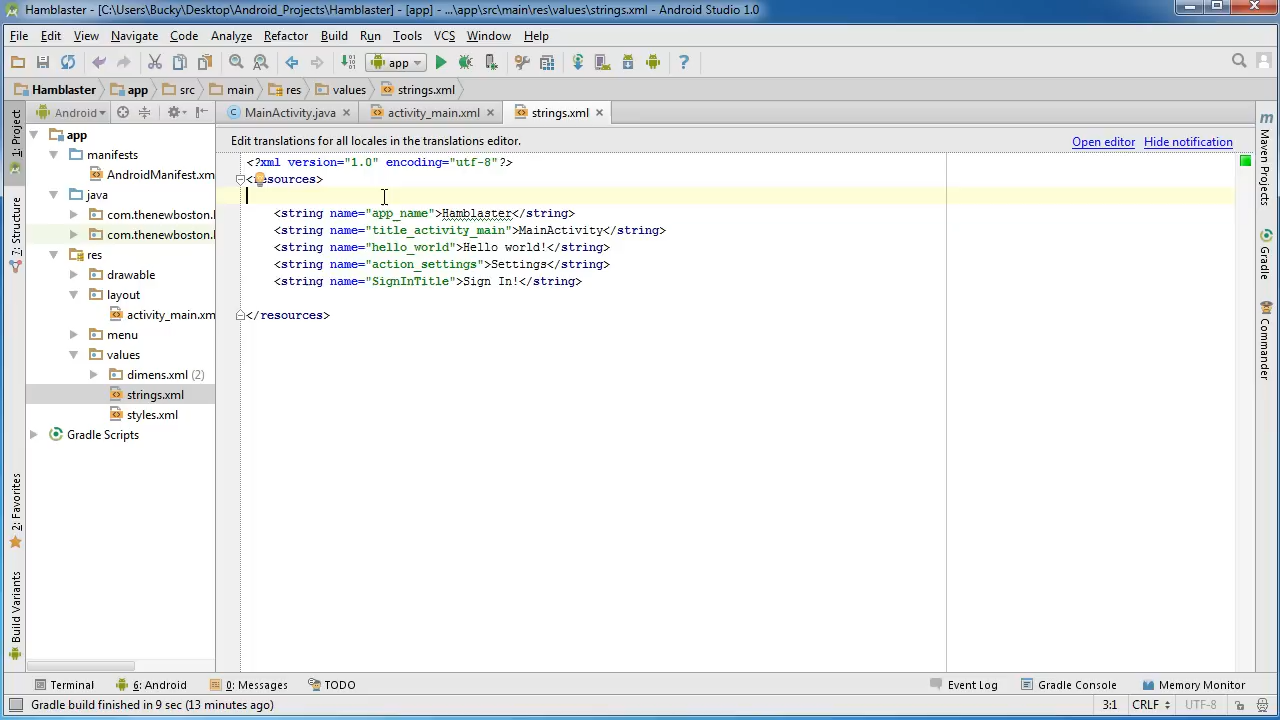 Hamblaster - [C:\Users\Bucky\Desktop\Android_Projects\Hamblaster] - [app] - ...\app\src\main\res\values\strings.xml - Android Studio 1.0
File Edit View Navigate Code Analyze Refactor Build Run Tools VCS Window Help
app
Hamblaster app src main res values strings.xml
Android
MainActivity.java
activity_main.xml
strings.xml
1: Project
7: Structure
2: Favorites
Build Variants
app
manifests
AndroidManifest.xm
java
com.thenewboston.
com.thenewboston.l
res
drawable
layout
activity_main.xm
menu
values
dimens.xml (2)
strings.xml
styles.xml
Gradle Scripts
Edit translations for all locales in the translations editor.
Open editor Hide notification
<?xml version="1.0" encoding="utf-8"?>
<resources>
<string name="app_name">Hamblaster</string>
<string name="title_activity_main">MainActivity</string>
<string name="hello_world">Hello world!</string>
<string name="action_settings">Settings</string>
<string name="SignInTitle">Sign In!</string>
</resources>
Maven Projects
Gradle
Commander
Terminal 6: Android 0: Messages TODO Event Log Gradle Console Memory Monitor
Gradle build finished in 9 sec (13 minutes ago) 3:1 CRLF UTF-8